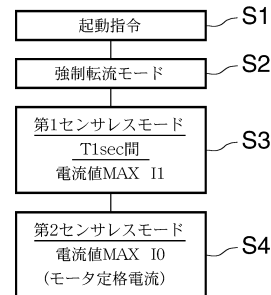 起動指令
S1
強制転流モード
S2
第1センサレスモード
T1sec間
電流値MAX I1
S3
第2センサレスモード
電流値MAX I0
(モータ定格電流)
S4